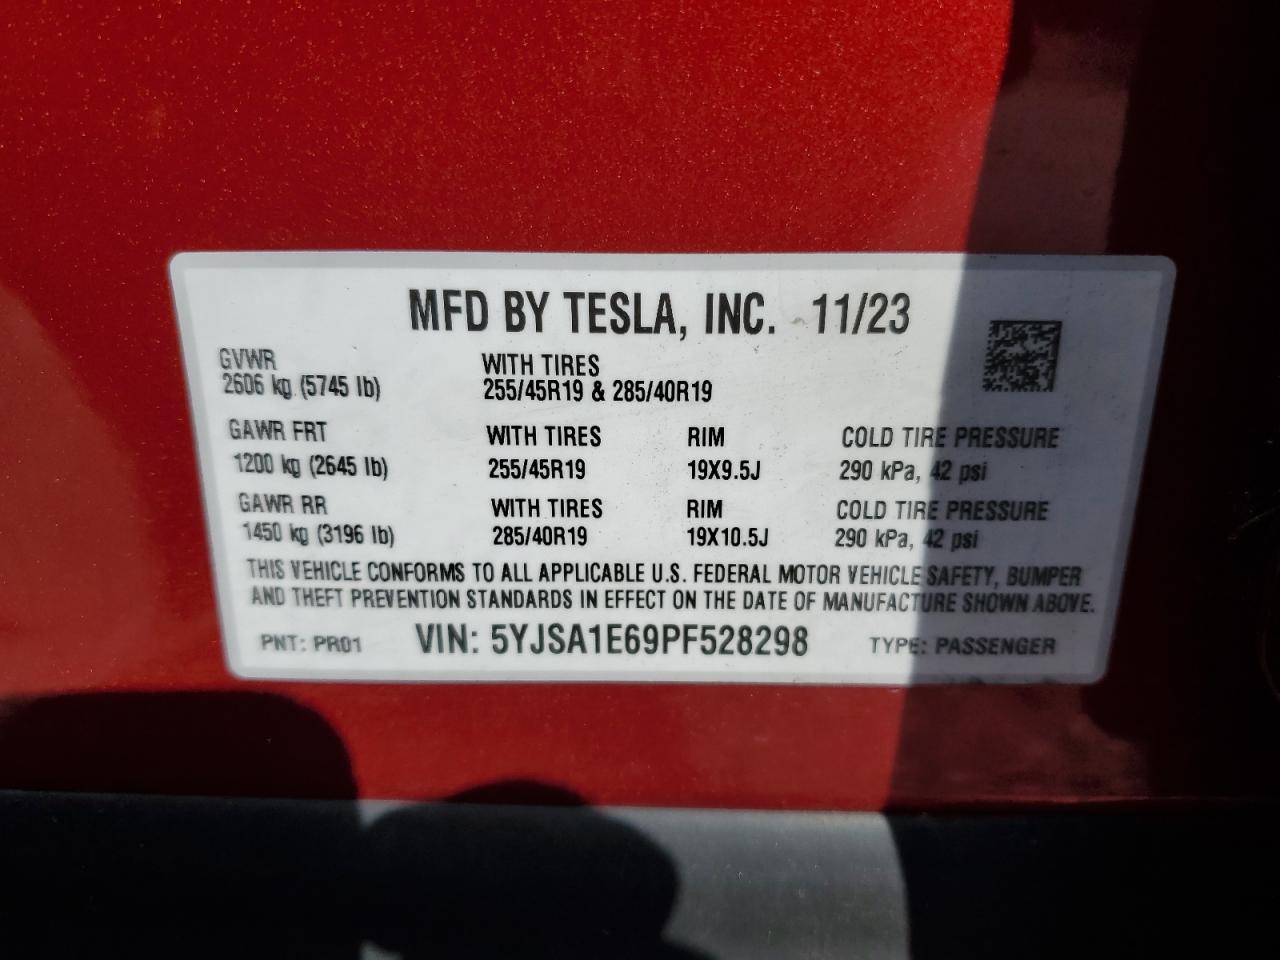 MFD BY TESLA, INC. 11/23
GVWR WITH TIRES
2606 kg (5745 lb) 255/45R19 & 285/40R19
GAWR FRT WITH TIRES RIM COLD TIRE PRESSURE
1200 kg (2645 lb) 255/45R19 19X9.5J 290 kPa, 42 psi
GAWR RR WITH TIRES RIM COLD TIRE PRESSURE
1450 kg (3196 lb) 285/40R19 19X10.5J 290 kPa, 42 psi
THIS VEHICLE CONFORMS TO ALL APPLICABLE U.S. FEDERAL MOTOR VEHICLE SAFETY, BUMPER
AND THEFT PREVENTION STANDARDS IN EFFECT ON THE DATE OF MANUFACTURE SHOWN ABOVE.
PNT: PR01 VIN: 5YJSA1E69PF528298 TYPE: PASSENGER